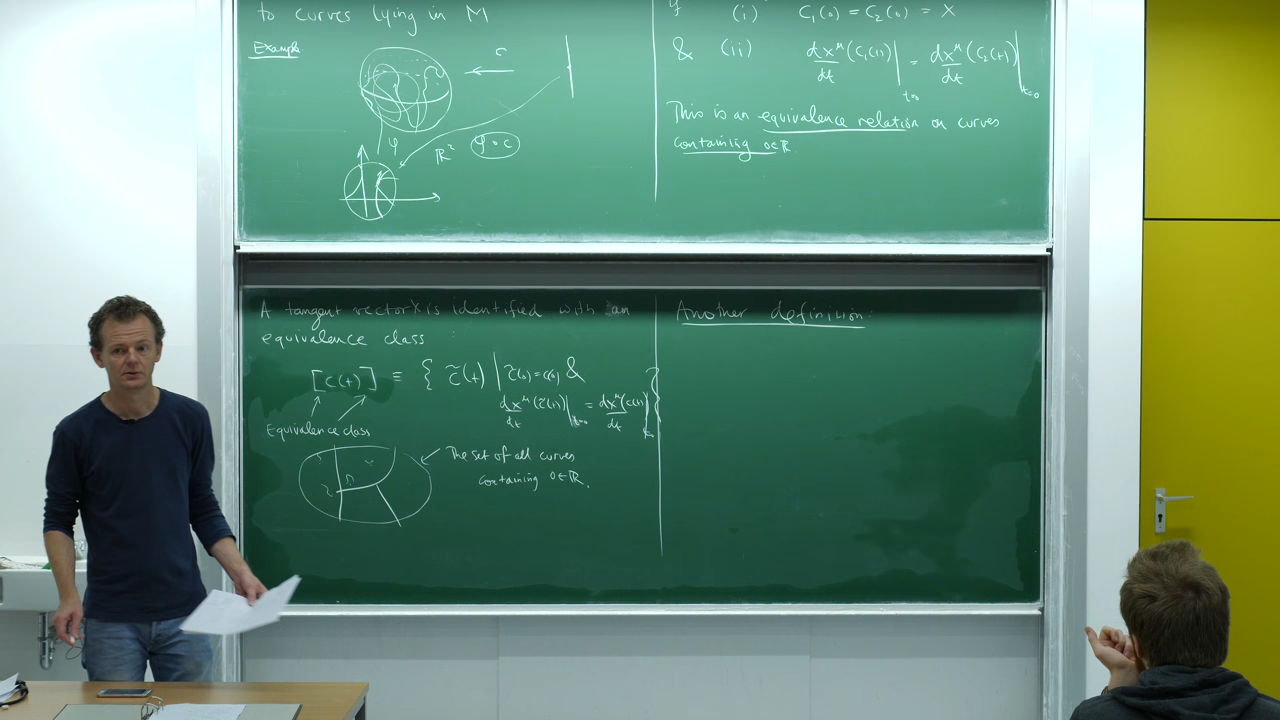 to curves lying in M
Example
C
φ
ℝ²
φ∘c
if (i) C₁(0) = C₂(0) = x
& (ii) dx^μ/dt (C₁(t))|_{t=0} = dx^μ/dt (C₂(t))|_{t=0}
This is an equivalence relation on curves
containing 0∈ℝ
A tangent vector X is identified with an
equivalence class :
[c(t)] ≡ { c̃(t) | c̃(0) = c(0) &
dx^μ/dt (c̃(t))|_{t=0} = dx^μ/dt (c(t))|_{t=0} }
Equivalence class
The set of all curves
containing 0∈ℝ.
Another definition: